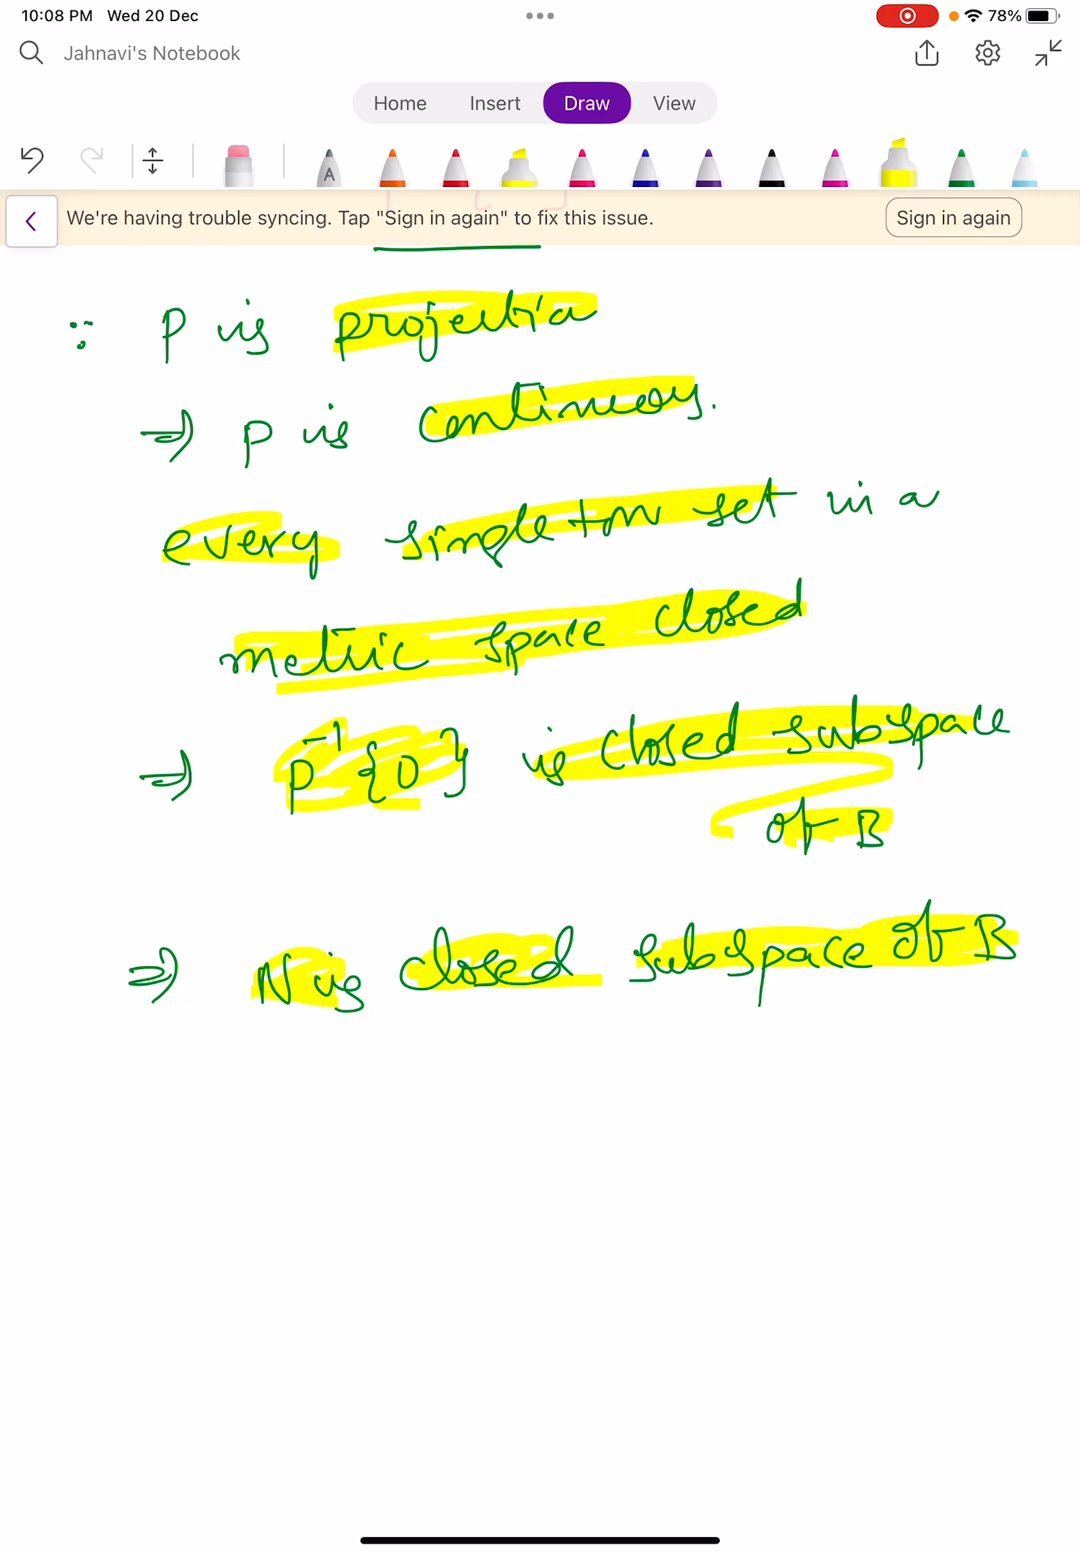 10:08 PM Wed 20 Dec 78%
Jahnavi's Notebook
Home Insert Draw View
A
We're having trouble syncing. Tap "Sign in again" to fix this issue. Sign in again
∵ P is projectio
⇒ P is continuous.
every singleton set in a
metric space closed
⇒ P⁻¹{0} is closed subspace
of B
⇒ N is closed subspace of B